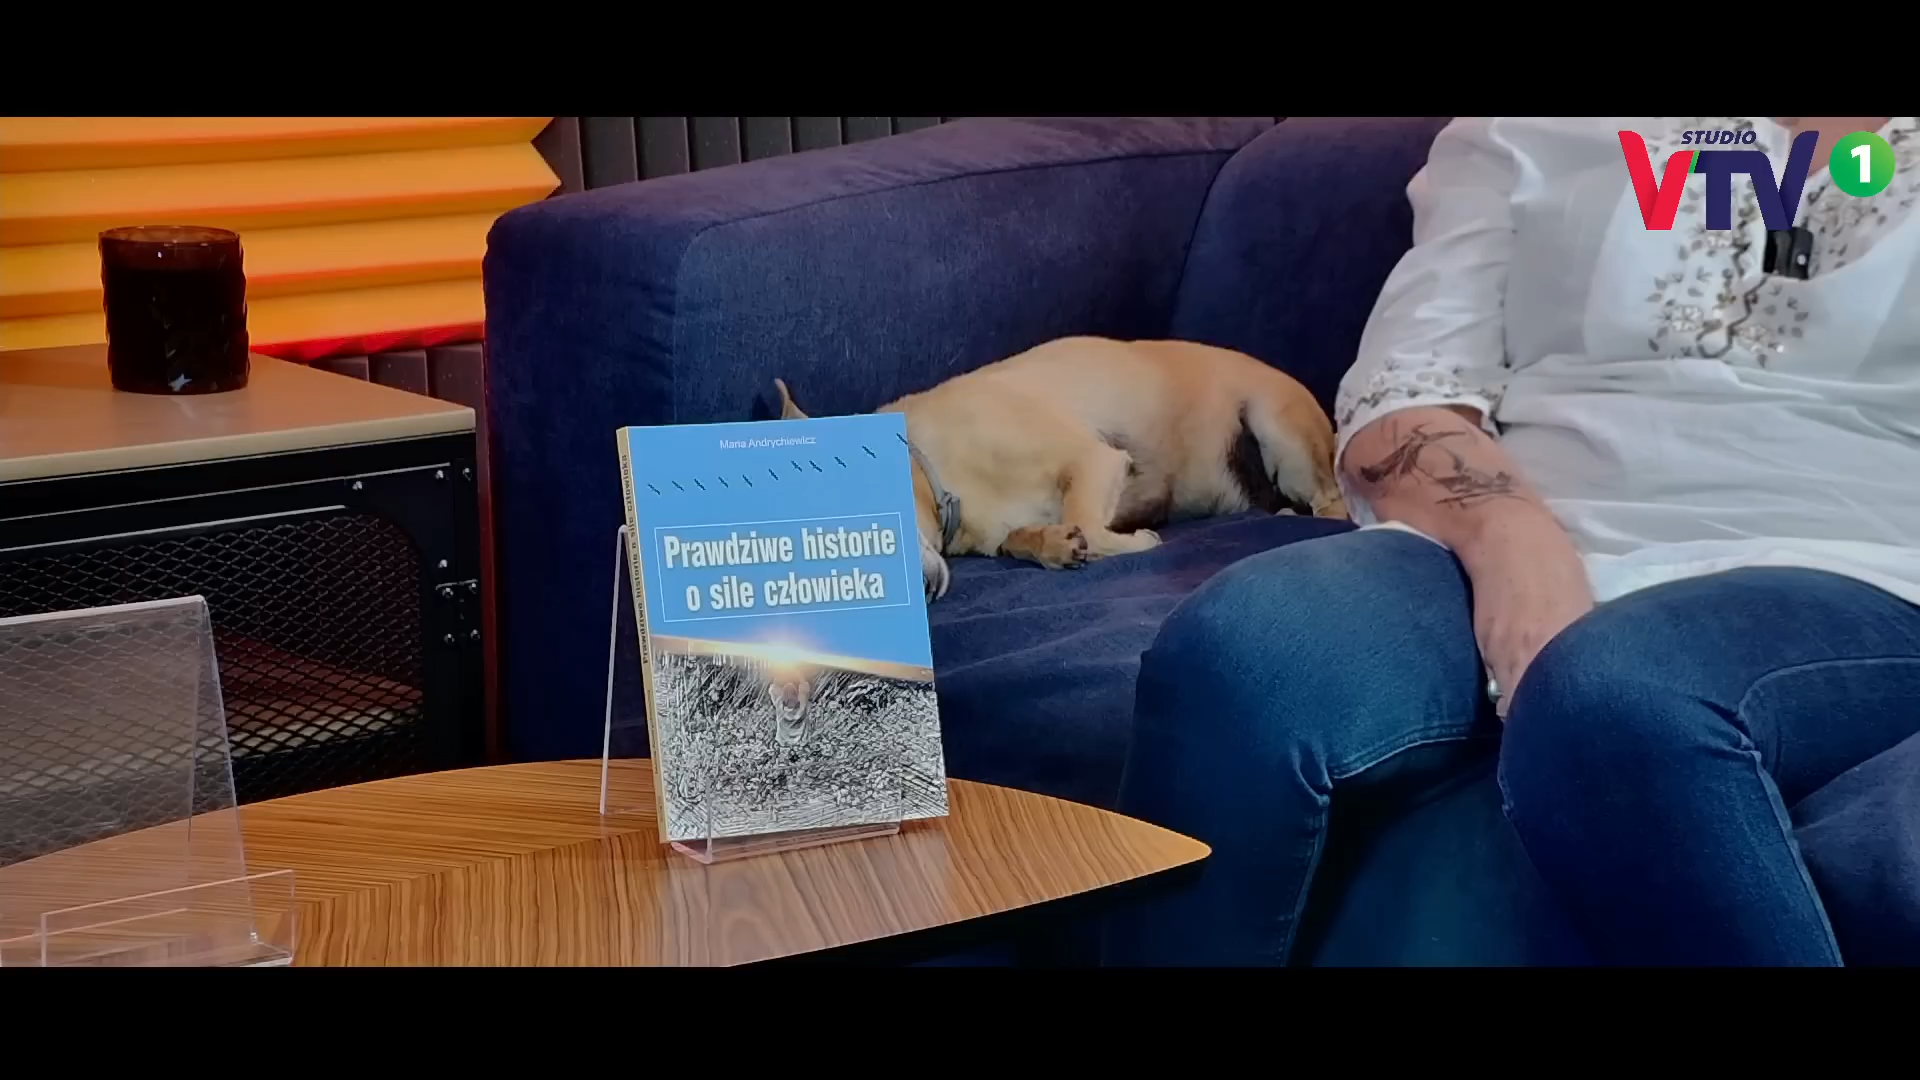 STUDIO
VTV 1
Maria Andrychiewicz
Prawdziwe historie
o sile człowieka
Prawdziwe historie o sile człowieka